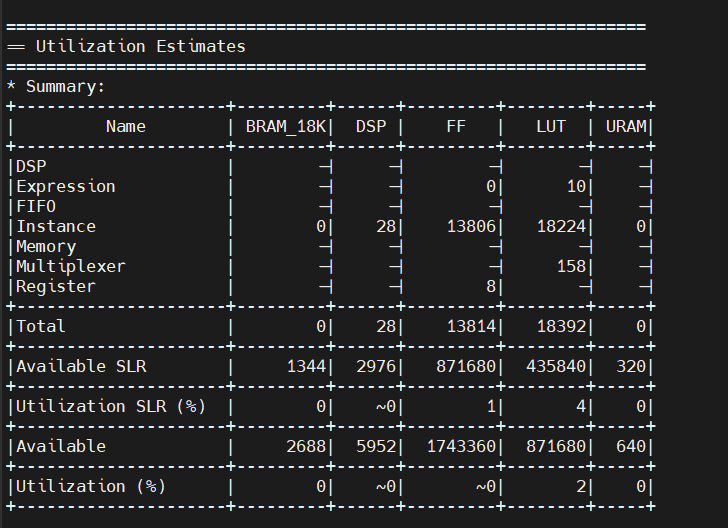 ================================================================
== Utilization Estimates
================================================================
* Summary:
+---------------------+---------+------+---------+--------+-----+
|         Name        | BRAM_18K|  DSP |    FF   |   LUT  | URAM|
+---------------------+---------+------+---------+--------+-----+
|DSP                  |        -|     -|        -|       -|    -|
|Expression           |        -|     -|        0|      10|    -|
|FIFO                 |        -|     -|        -|       -|    -|
|Instance             |        0|    28|    13806|   18224|    0|
|Memory               |        -|     -|        -|       -|    -|
|Multiplexer          |        -|     -|        -|     158|    -|
|Register             |        -|     -|        8|       -|    -|
+---------------------+---------+------+---------+--------+-----+
|Total                |        0|    28|    13814|   18392|    0|
+---------------------+---------+------+---------+--------+-----+
|Available SLR        |     1344|  2976|   871680|  435840|  320|
+---------------------+---------+------+---------+--------+-----+
|Utilization SLR (%)  |        0|    ~0|        1|       4|    0|
+---------------------+---------+------+---------+--------+-----+
|Available            |     2688|  5952|  1743360|  871680|  640|
+---------------------+---------+------+---------+--------+-----+
|Utilization (%)      |        0|    ~0|       ~0|       2|    0|
+---------------------+---------+------+---------+--------+-----+